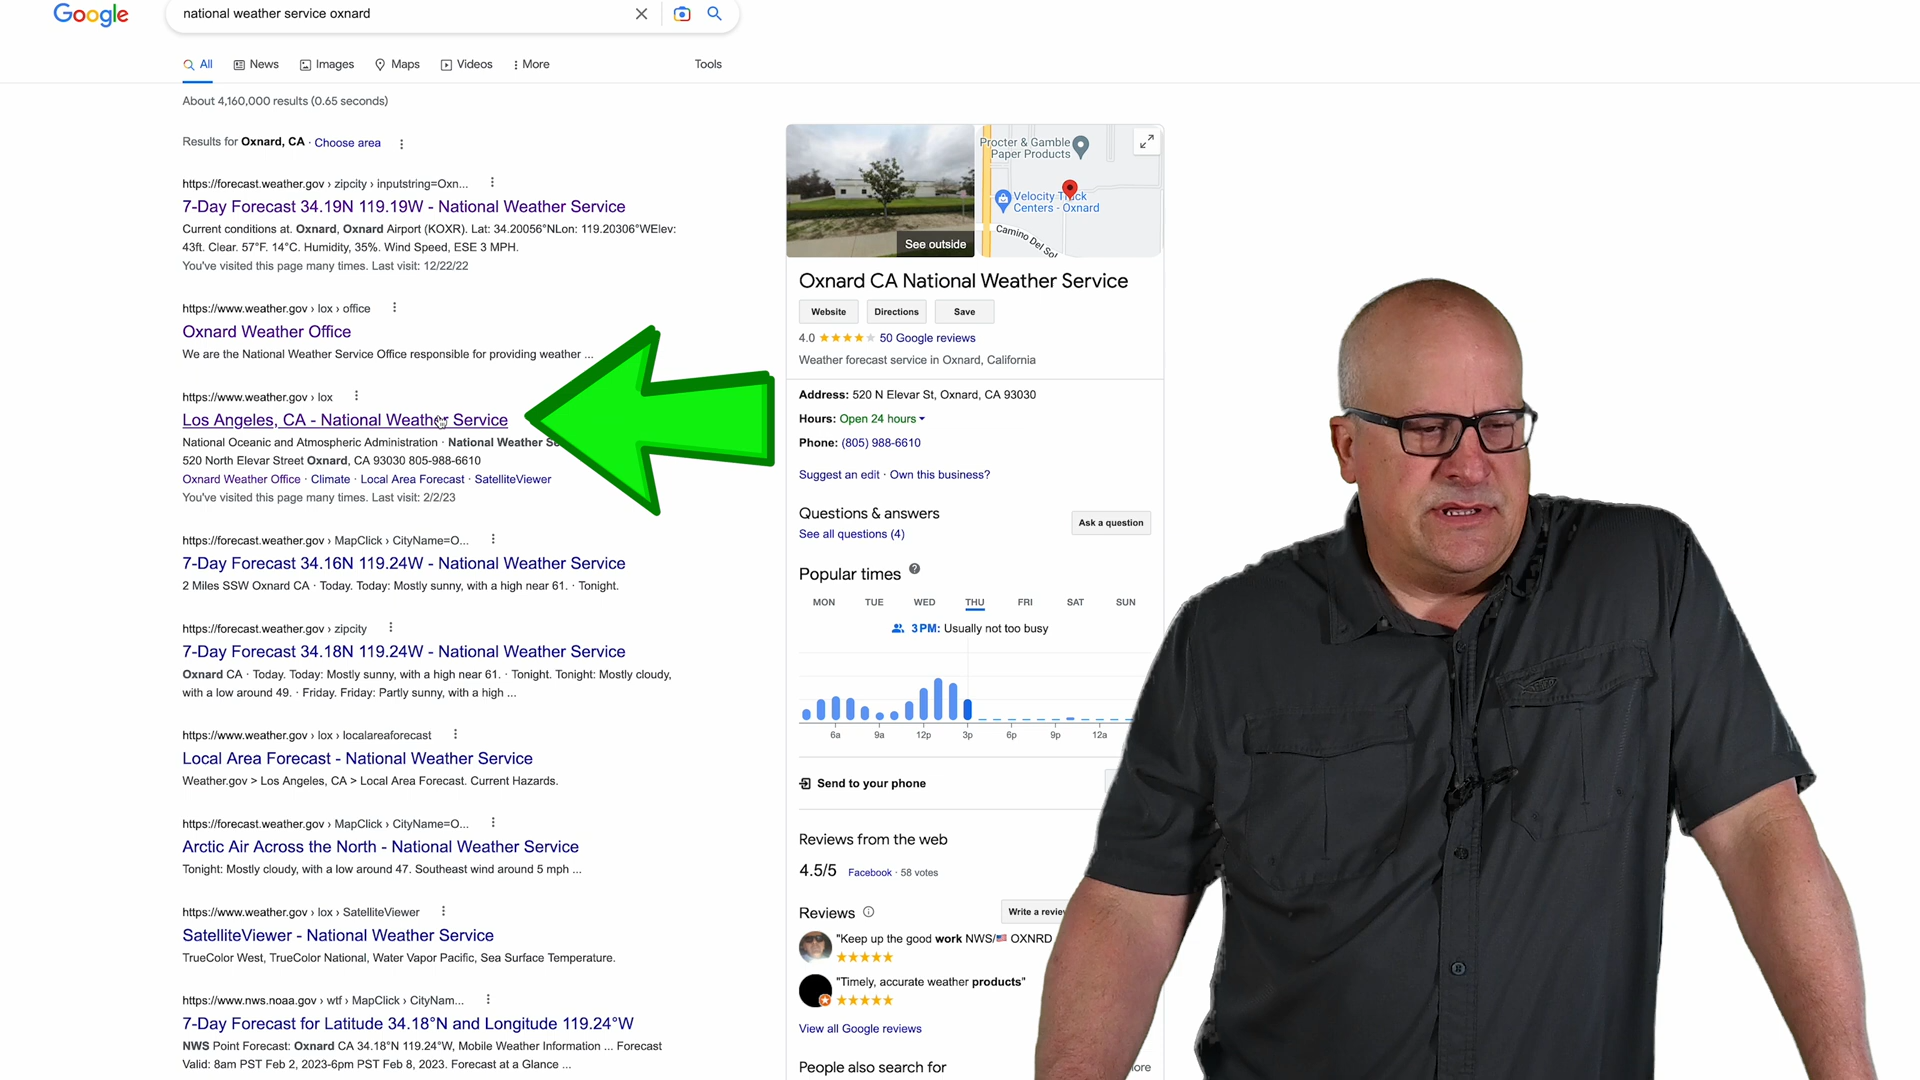 Google
national weather service oxnard
All
News
Images
Maps
Videos
More
Tools
About 4,160,000 results (0.65 seconds)
Results for Oxnard, CA · Choose area
https://forecast.weather.gov › zipcity › inputstring=Oxn...
7-Day Forecast 34.19N 119.19W - National Weather Service
Current conditions at. Oxnard, Oxnard Airport (KOXR). Lat: 34.20056°NLon: 119.20306°WElev:
43ft. Clear. 57°F. 14°C. Humidity, 35%. Wind Speed, ESE 3 MPH.
You've visited this page many times. Last visit: 12/22/22
https://www.weather.gov › lox › office
Oxnard Weather Office
We are the National Weather Service Office responsible for providing weather ...
https://www.weather.gov › lox
Los Angeles, CA - National Weather Service
National Oceanic and Atmospheric Administration · National Weather
520 North Elevar Street Oxnard, CA 93030 805-988-6610
Oxnard Weather Office · Climate · Local Area Forecast · SatelliteViewer
You've visited this page many times. Last visit: 2/2/23
https://forecast.weather.gov › MapClick › CityName=O...
7-Day Forecast 34.16N 119.24W - National Weather Service
2 Miles SSW Oxnard CA · Today. Today: Mostly sunny, with a high near 61. · Tonight.
https://forecast.weather.gov › zipcity
7-Day Forecast 34.18N 119.24W - National Weather Service
Oxnard CA · Today. Today: Mostly sunny, with a high near 61. · Tonight. Tonight: Mostly cloudy,
with a low around 49. · Friday. Friday: Partly sunny, with a high ...
https://www.weather.gov › lox › localareaforecast
Local Area Forecast - National Weather Service
Weather.gov > Los Angeles, CA > Local Area Forecast. Current Hazards.
https://forecast.weather.gov › MapClick › CityName=O...
Arctic Air Across the North - National Weather Service
Tonight: Mostly cloudy, with a low around 47. Southeast wind around 5 mph ...
https://www.weather.gov › lox › SatelliteViewer
SatelliteViewer - National Weather Service
TrueColor West, TrueColor National, Water Vapor Pacific, Sea Surface Temperature.
https://www.nws.noaa.gov › wtf › MapClick › CityNam...
7-Day Forecast for Latitude 34.18°N and Longitude 119.24°W
NWS Point Forecast: Oxnard CA 34.18°N 119.24°W, Mobile Weather Information ... Forecast
Valid: 8am PST Feb 2, 2023-6pm PST Feb 8, 2023. Forecast at a Glance ...
See outside
Procter & Gamble
Paper Products
Velocity Truck
Centers - Oxnard
Camino Del Sol
Oxnard CA National Weather Service
Website
Directions
Save
4.0 50 Google reviews
Weather forecast service in Oxnard, California
Address: 520 N Elevar St, Oxnard, CA 93030
Hours: Open 24 hours
Phone: (805) 988-6610
Suggest an edit · Own this business?
Questions & answers
See all questions (4)
Ask a question
Popular times
MON TUE WED THU FRI SAT SUN
3 PM: Usually not too busy
6a 9a 12p 3p 6p 9p 12a
Send to your phone
Reviews from the web
4.5/5 Facebook · 58 votes
Reviews
Write a
"Keep up the good work NWS/🇺🇸 OXNRD
"Timely, accurate weather products"
View all Google reviews
People also search for